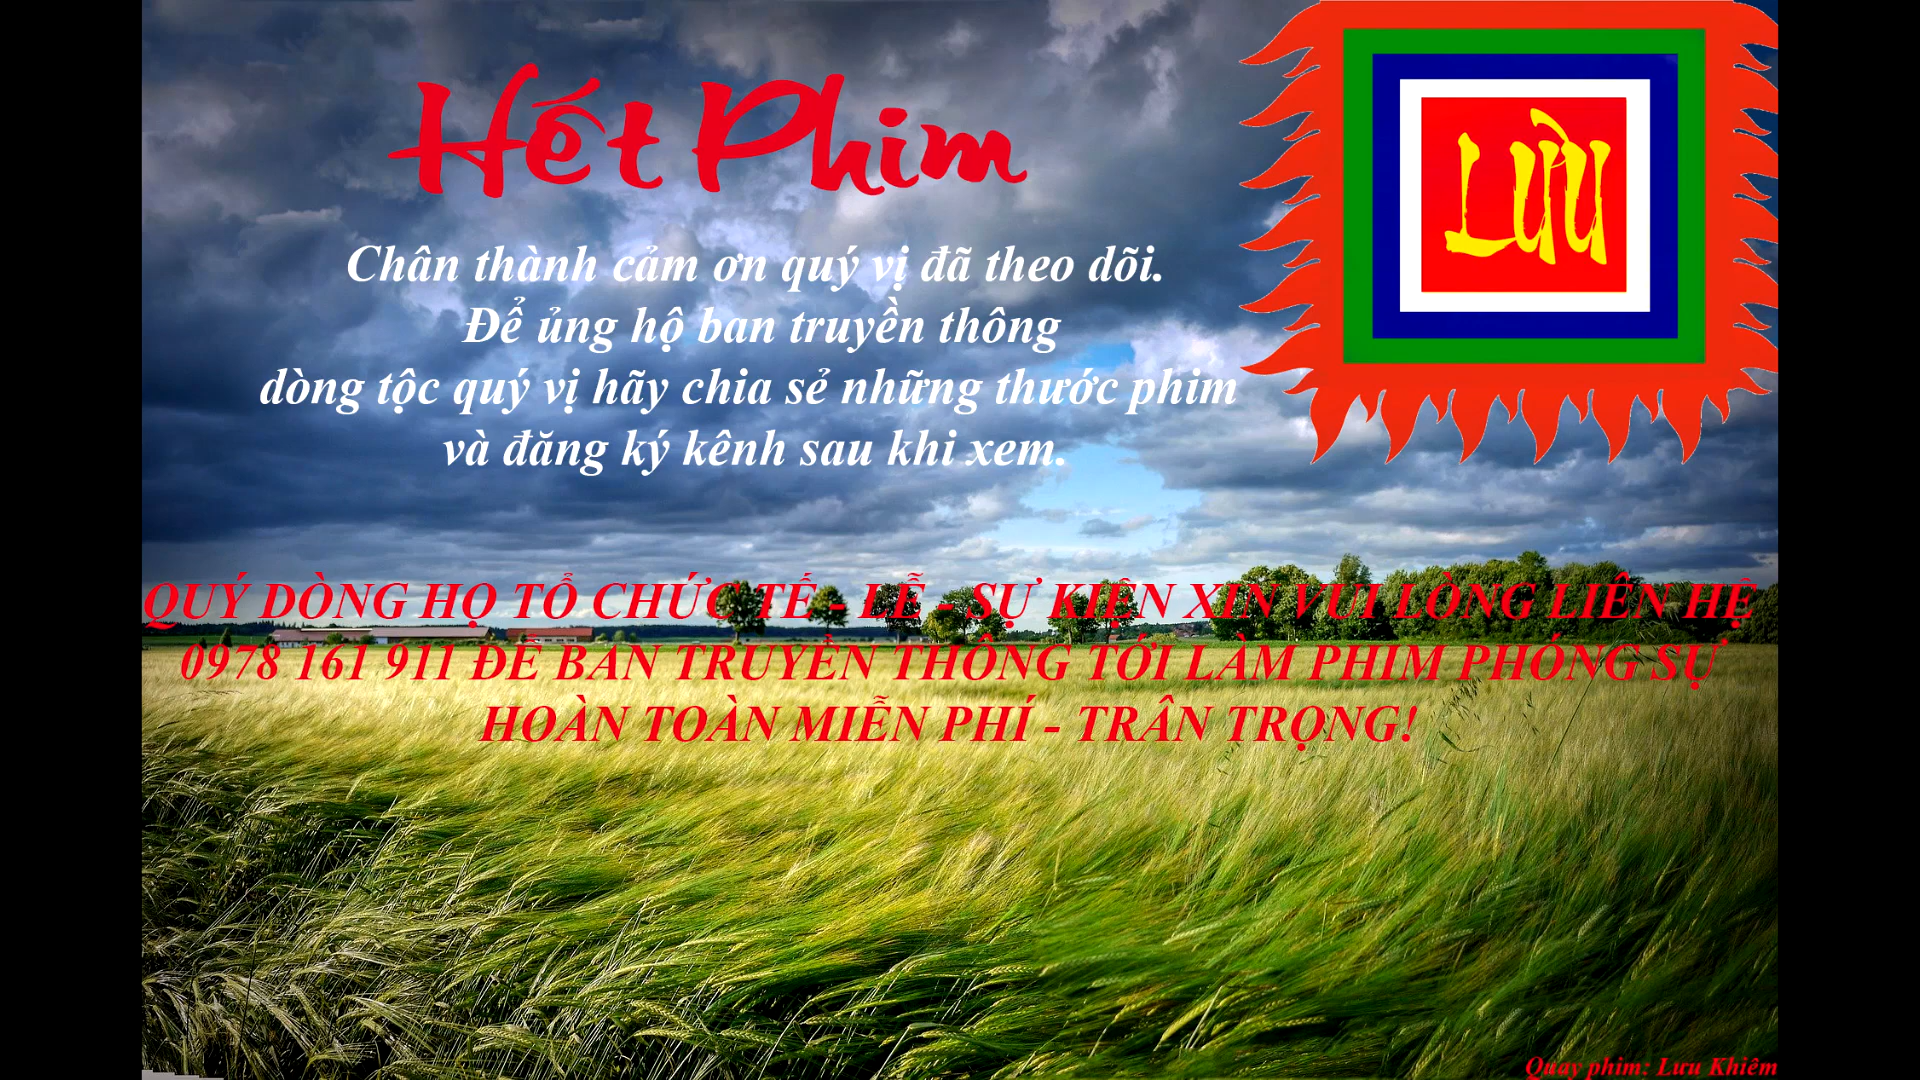 Hết Phim
LƯU
Chân thành cảm ơn quý vị đã theo dõi.
Để ủng hộ ban truyền thông
dòng tộc quý vị hãy chia sẻ những thước phim
và đăng ký kênh sau khi xem.
QUÝ DÒNG HỌ TỔ CHỨC TẾ - LỄ - SỰ KIỆN XIN VUI LÒNG LIÊN HỆ
0978 161 911 ĐỂ BAN TRUYỀN THÔNG TỚI LÀM PHIM PHÓNG SỰ
HOÀN TOÀN MIỄN PHÍ - TRÂN TRỌNG!
Quay phim: Lưu Khiêm